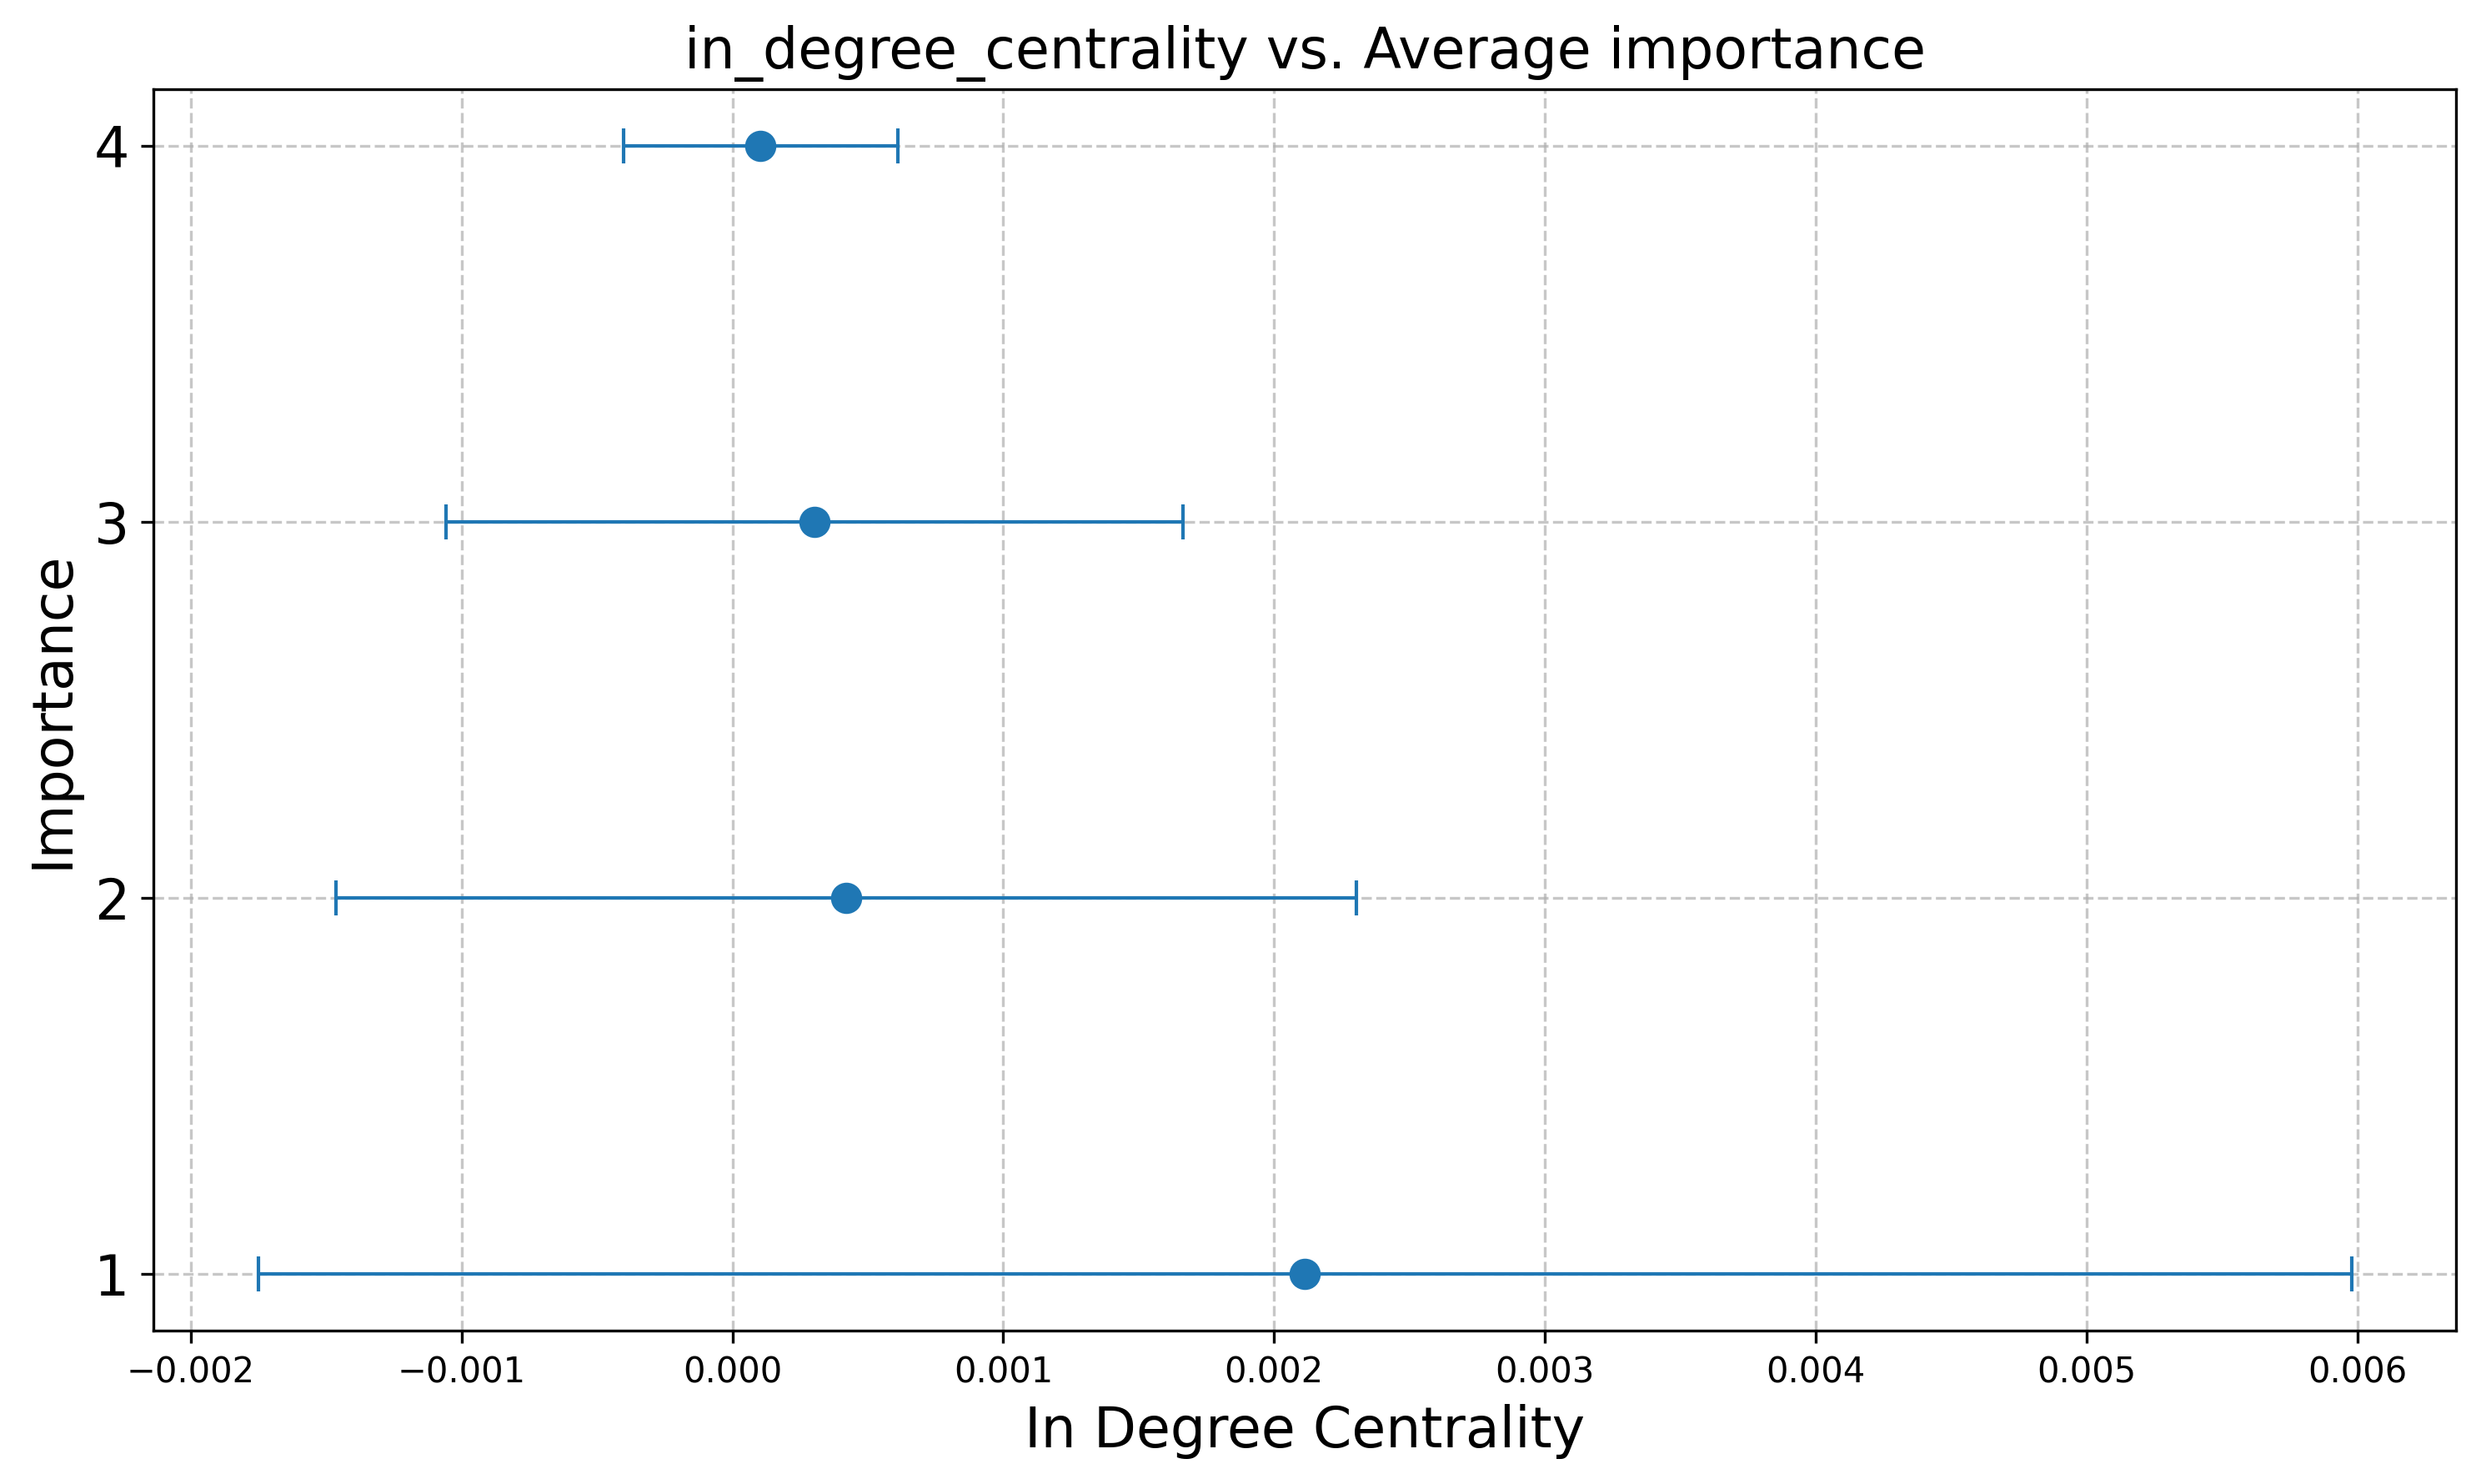 in_degree_centrality vs. Average importance
4
3
2
1
Importance
−0.002 −0.001 0.000 0.001 0.002 0.003 0.004 0.005 0.006
In Degree Centrality